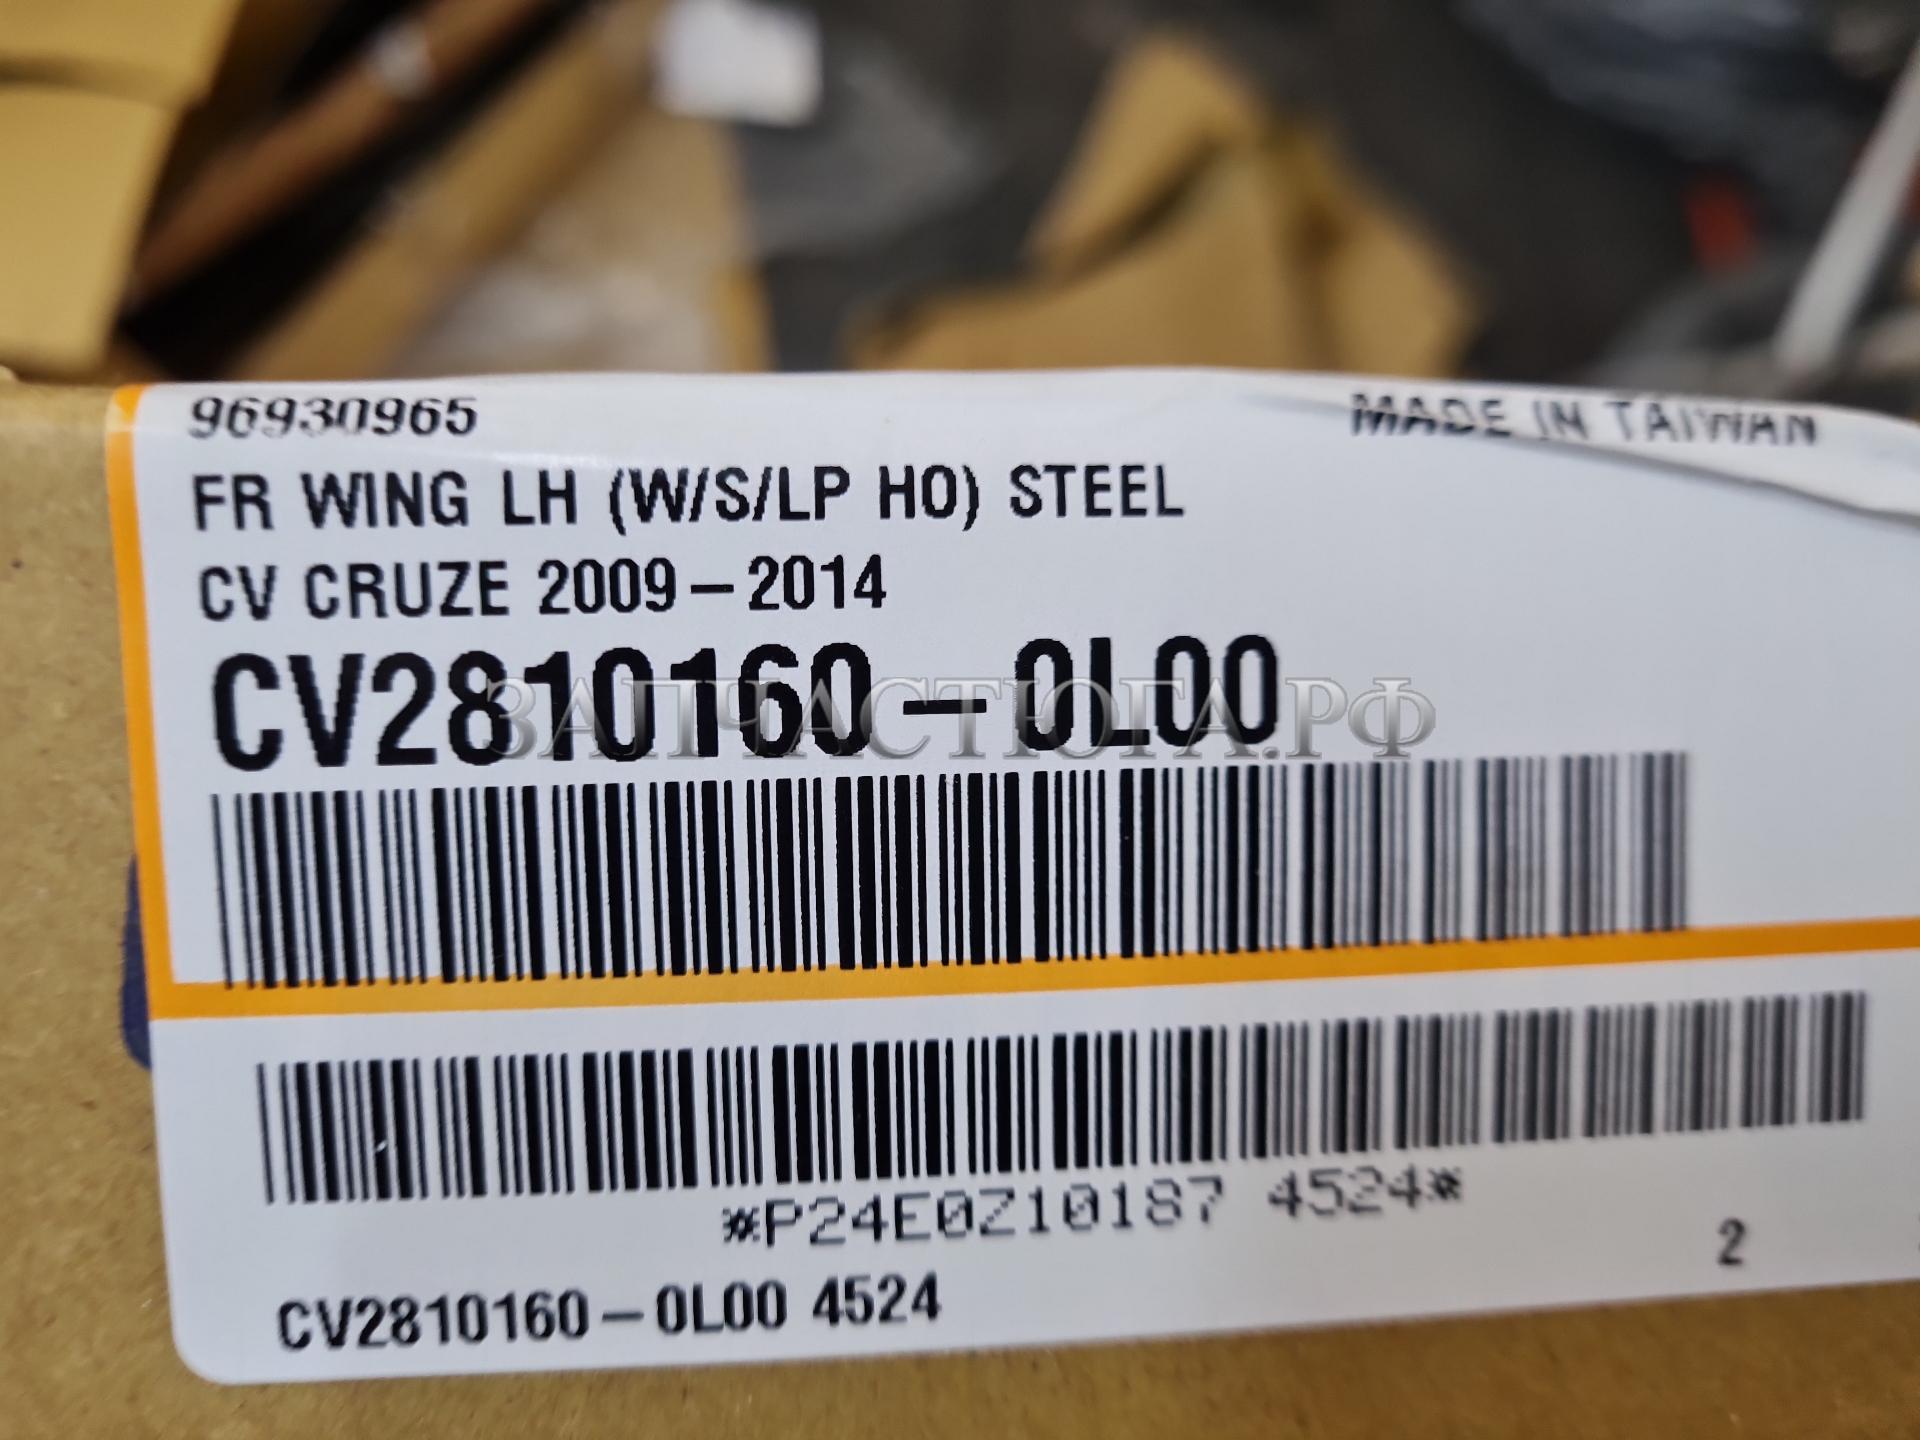 96930965
MADE IN TAIWAN
FR WING LH (W/S/LP HO) STEEL
CV CRUZE 2009-2014
CV2810160-0L00
ЗАПЧАСТЮГА.РФ
*P24E0Z10187 4524*
2
CV2810160-0L00 4524